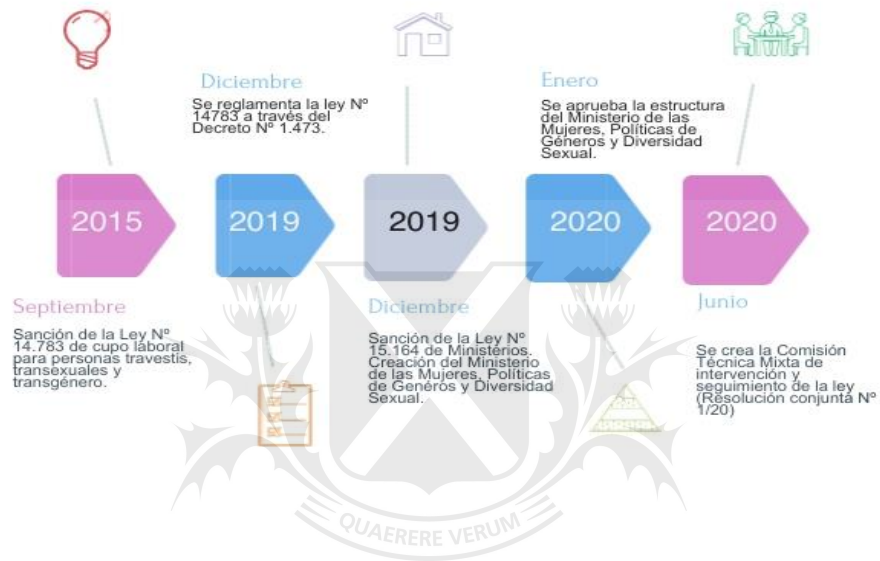 Diciembre
Se reglamenta la ley Nº
14783 a través del
Decreto Nº 1.473.
Enero
Se aprueba la estructura
del Ministerio de las
Mujeres, Políticas de
Géneros y Diversidad
Sexual.
2015
2019
2019
2020
2020
Septiembre
Sanción de la Ley Nº
14.783 de cupo laboral
para personas travestis,
transexuales y
transgénero.
Diciembre
Sanción de la Ley Nº
15.164 de Ministerios.
Creación del Ministerio
de las Mujeres, Políticas
de Genéros y Diversidad
Sexual.
Junio
Se crea la Comisión
Técnica Mixta de
intervención y
seguimiento de la ley
(Resolución conjunta Nº
1/20)
QUAERERE VERUM